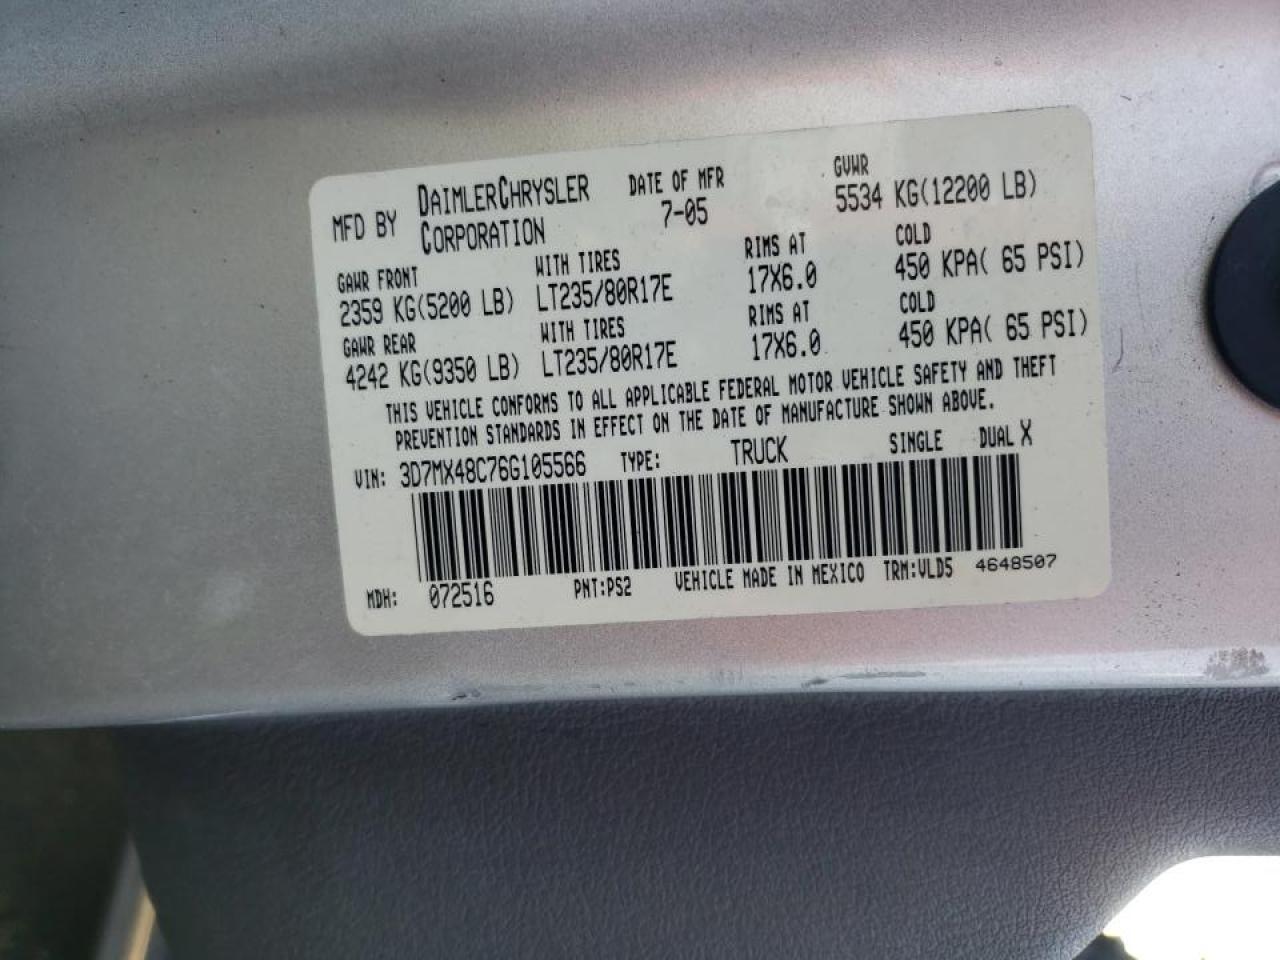 MFD BY DAIMLERCHRYSLER CORPORATION DATE OF MFR 7-05 GVWR 5534 KG(12200 LB)
GAWR FRONT WITH TIRES RIMS AT COLD
2359 KG(5200 LB) LT235/80R17E 17X6.0 450 KPA( 65 PSI)
GAWR REAR WITH TIRES RIMS AT COLD
4242 KG(9350 LB) LT235/80R17E 17X6.0 450 KPA( 65 PSI)
THIS VEHICLE CONFORMS TO ALL APPLICABLE FEDERAL MOTOR VEHICLE SAFETY AND THEFT
PREVENTION STANDARDS IN EFFECT ON THE DATE OF MANUFACTURE SHOWN ABOVE.
VIN: 3D7MX48C76G105566 TYPE: TRUCK SINGLE DUAL X
MDH: 072516 PNT:PS2 VEHICLE MADE IN MEXICO TRM:VLD5 4648507